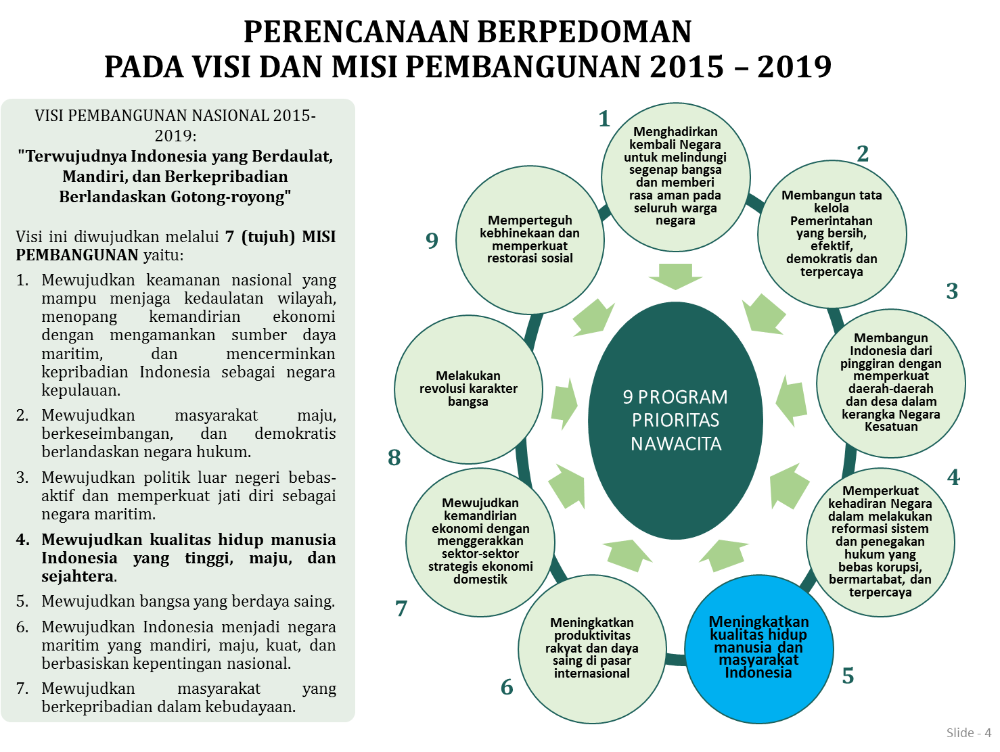 PERENCANAAN BERPEDOMAN
PADA VISI DAN MISI PEMBANGUNAN 2015 – 2019
VISI PEMBANGUNAN NASIONAL 2015-
2019:
"Terwujudnya Indonesia yang Berdaulat,
Mandiri, dan Berkepribadian
Berlandaskan Gotong-royong"
Visi ini diwujudkan melalui 7 (tujuh) MISI
PEMBANGUNAN yaitu:
1. Mewujudkan keamanan nasional yang
mampu menjaga kedaulatan wilayah,
menopang kemandirian ekonomi
dengan mengamankan sumber daya
maritim, dan mencerminkan
kepribadian Indonesia sebagai negara
kepulauan.
2. Mewujudkan masyarakat maju,
berkeseimbangan, dan demokratis
berlandaskan negara hukum.
3. Mewujudkan politik luar negeri bebas-
aktif dan memperkuat jati diri sebagai
negara maritim.
4. Mewujudkan kualitas hidup manusia
Indonesia yang tinggi, maju, dan
sejahtera.
5. Mewujudkan bangsa yang berdaya saing.
6. Mewujudkan Indonesia menjadi negara
maritim yang mandiri, maju, kuat, dan
berbasiskan kepentingan nasional.
7. Mewujudkan masyarakat yang
berkepribadian dalam kebudayaan.
9 PROGRAM
PRIORITAS
NAWACITA
1
Menghadirkan
kembali Negara
untuk melindungi
segenap bangsa
dan memberi
rasa aman pada
seluruh warga
negara
2
Membangun tata
kelola
Pemerintahan
yang bersih,
efektif,
demokratis dan
terpercaya
3
Membangun
Indonesia dari
pinggiran dengan
memperkuat
daerah-daerah
dan desa dalam
kerangka Negara
Kesatuan
4
Memperkuat
kehadiran Negara
dalam melakukan
reformasi sistem
dan penegakan
hukum yang
bebas korupsi,
bermartabat, dan
terpercaya
5
Meningkatkan
kualitas hidup
manusia dan
masyarakat
Indonesia
6
Meningkatkan
produktivitas
rakyat dan daya
saing di pasar
internasional
7
Mewujudkan
kemandirian
ekonomi dengan
menggerakkan
sektor-sektor
strategis ekonomi
domestik
8
Melakukan
revolusi karakter
bangsa
9
Memperteguh
kebhinekaan dan
memperkuat
restorasi sosial
Slide - 4